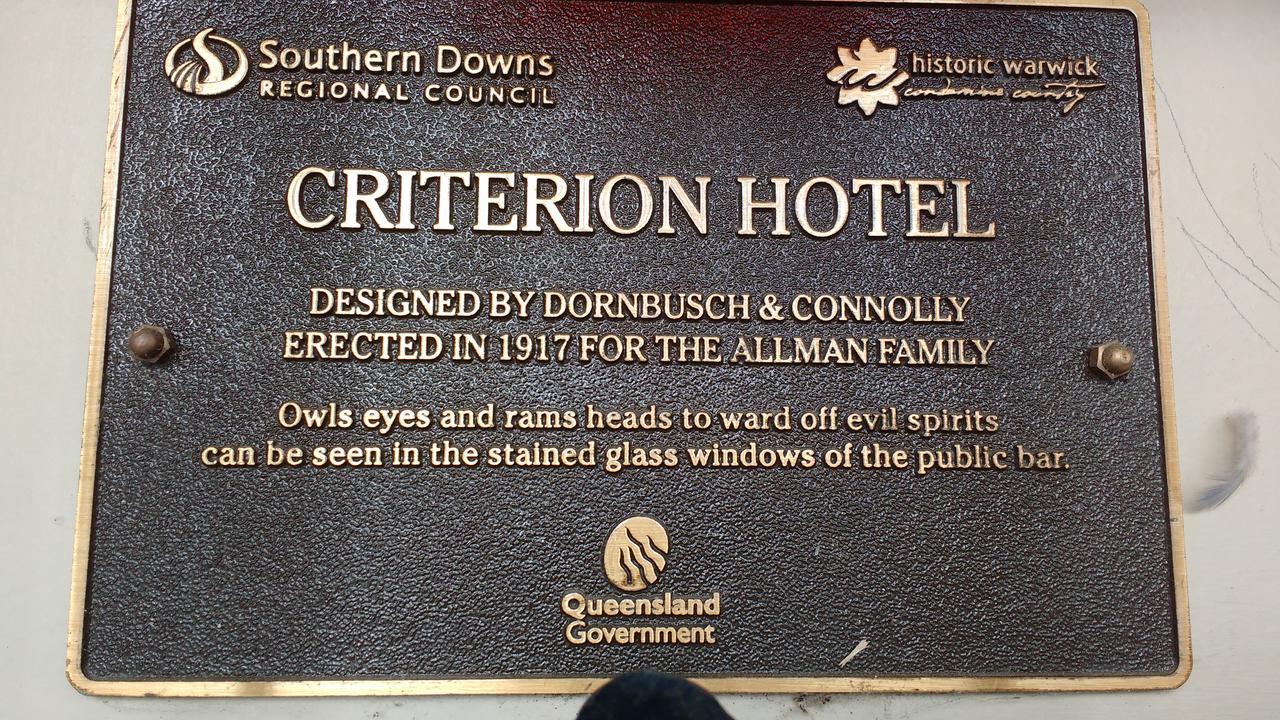 Southern Downs
REGIONAL COUNCIL
historic warwick
condamine country
CRITERION HOTEL
DESIGNED BY DORNBUSCH & CONNOLLY
ERECTED IN 1917 FOR THE ALLMAN FAMILY
Owls eyes and rams heads to ward off evil spirits
can be seen in the stained glass windows of the public bar.
Queensland
Government